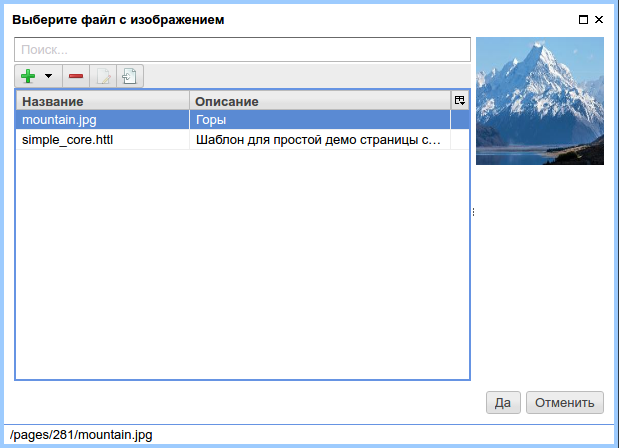 Выберите файл с изображением
Поиск...
Название Описание
mountain.jpg Горы
simple_core.httl Шаблон для простой демо страницы с...
Да Отменить
/pages/281/mountain.jpg